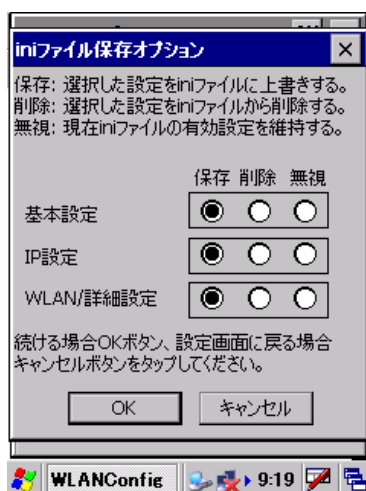 iniファイル保存オプション
保存: 選択した設定をiniファイルに上書きする。
削除: 選択した設定をiniファイルから削除する。
無視: 現在iniファイルの有効設定を維持する。
保存 削除 無視
基本設定
IP設定
WLAN/詳細設定
続ける場合OKボタン、設定画面に戻る場合
キャンセルボタンをタップしてください。
OK キャンセル
WLANConfig 9:19